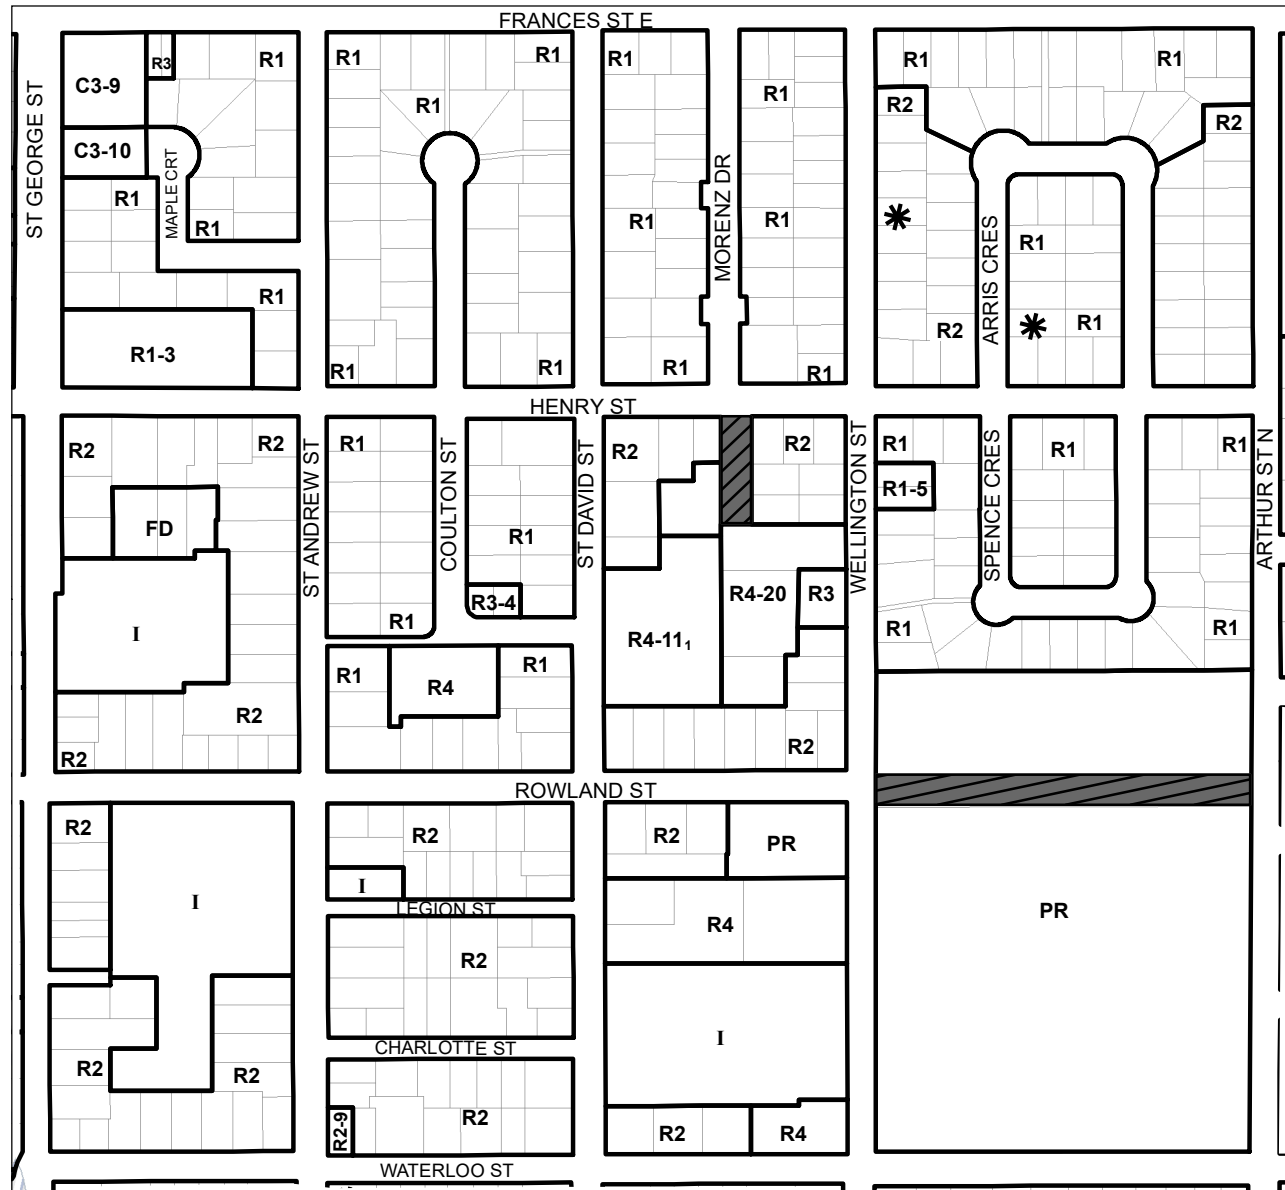 FRANCES ST E
R1
R3
R1
R1
R1
R1
R1
R1
C3-9
R1
R1
R2
R2
C3-10
MAPLE CRT
MORENZ DR
ST GEORGE ST
R1
R1
R1
R1
ARRIS CRES
R1
R1
R1
R2
R1-3
R1
R1
R1
R1
R1
HENRY ST
R2
R2
ST ANDREW ST
R1
COULTON ST
ST DAVID ST
R2
R2
WELLINGTON ST
R1
SPENCE CRES
R1
R1
ARTHUR ST N
R1-5
FD
R1
R3-4
R4-20
R3
I
R1
R4-11₁
R1
R1
R1
R4
R1
R2
R2
R2
ROWLAND ST
R2
R2
R2
PR
I
I
LEGION ST
R4
PR
R2
I
CHARLOTTE ST
R2
R2
R2-9
R2
R2
R4
WATERLOO ST